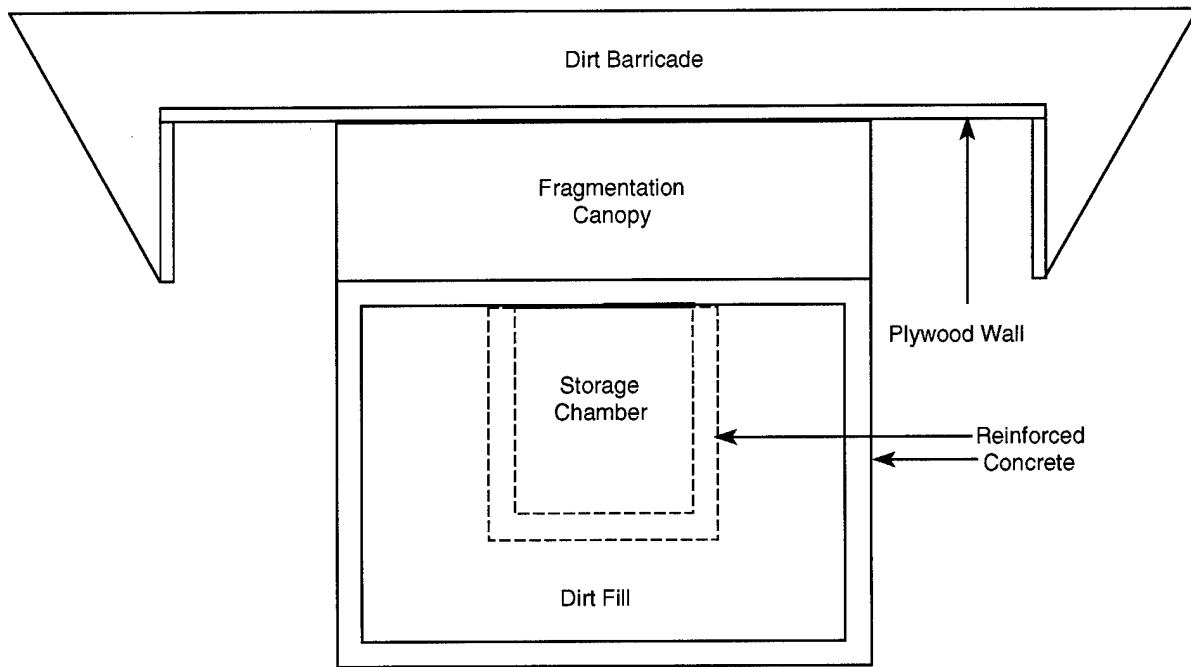 Dirt Barricade
Fragmentation
Canopy
Plywood Wall
Storage
Chamber
Reinforced
Concrete
Dirt Fill